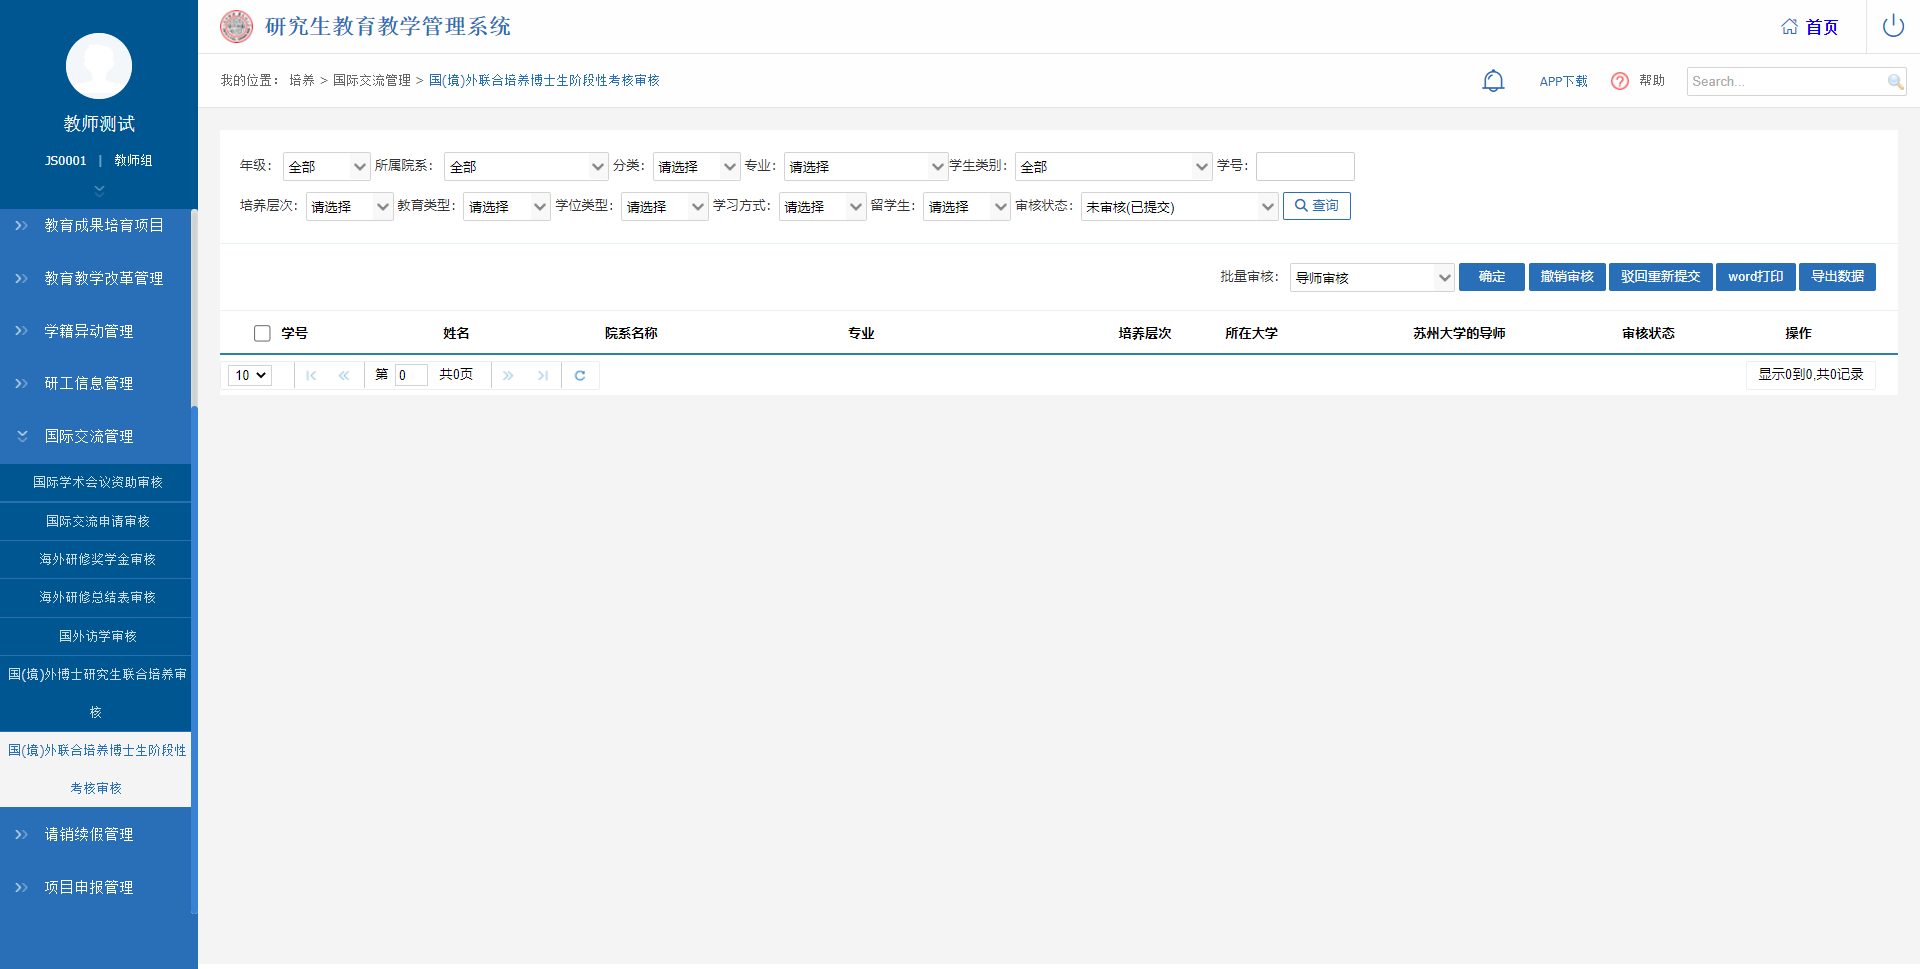 研究生教育教学管理系统
首页
我的位置： 培养 > 国际交流管理 > 国(境)外联合培养博士生阶段性考核审核
APP下载
帮助
Search...
教师测试
JS0001 | 教师组
教育成果培育项目
教育教学改革管理
学籍异动管理
研工信息管理
国际交流管理
国际学术会议资助审核
国际交流申请审核
海外研修奖学金审核
海外研修总结表审核
国外访学审核
国(境)外博士研究生联合培养审
核
国(境)外联合培养博士生阶段性
考核审核
请销续假管理
项目申报管理
年级： 全部 所属院系： 全部 分类： 请选择 专业： 请选择 学生类别： 全部 学号：
培养层次： 请选择 教育类型： 请选择 学位类型： 请选择 学习方式： 请选择 留学生： 请选择 审核状态： 未审核(已提交) 查询
批量审核： 导师审核 确定 撤销审核 驳回重新提交 word打印 导出数据
学号 姓名 院系名称 专业 培养层次 所在大学 苏州大学的导师 审核状态 操作
10 第 0 共0页 显示0到0,共0记录